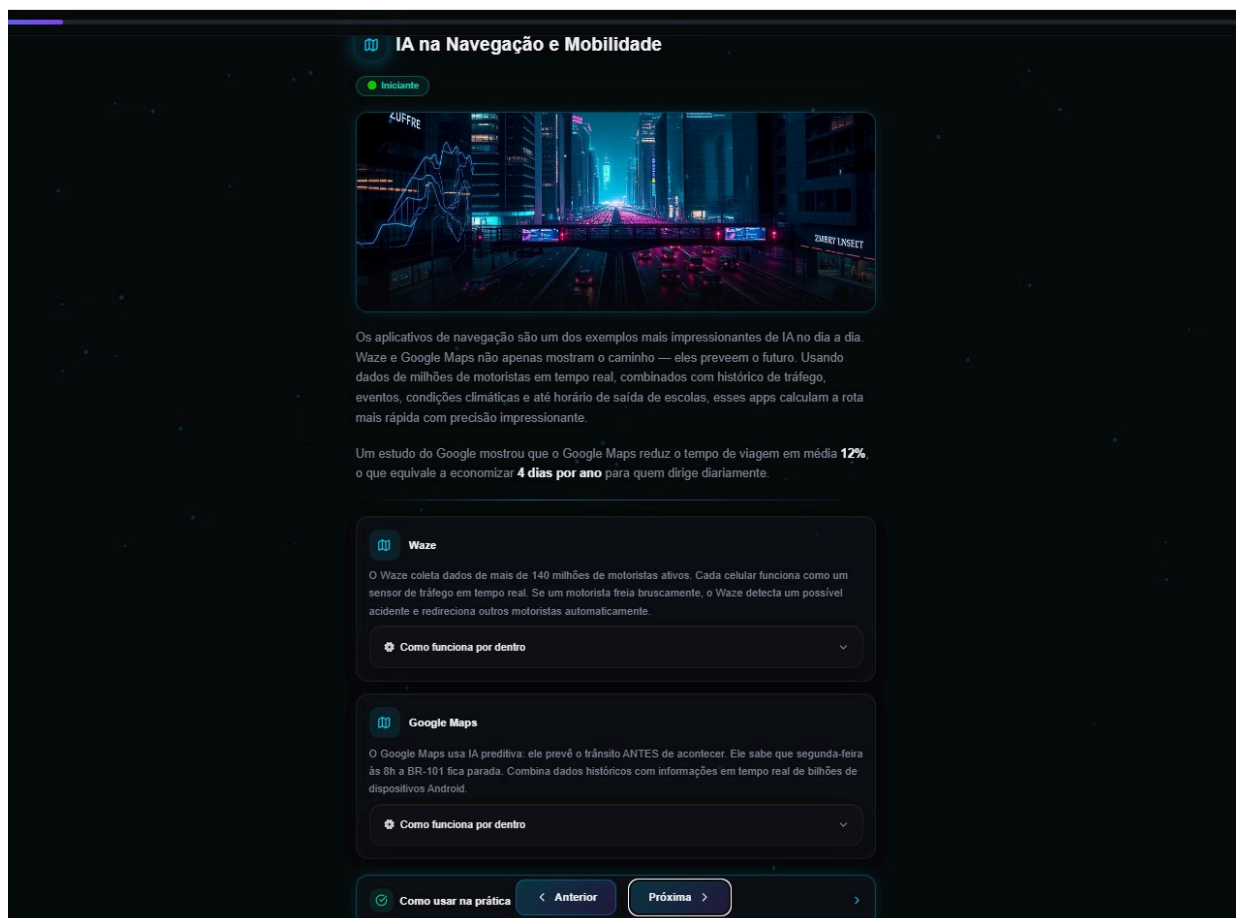 IA na Navegação e Mobilidade
Iniciante
ZUFFRE
ZUBRY LNSECT
Os aplicativos de navegação são um dos exemplos mais impressionantes de IA no dia a dia.
Waze e Google Maps não apenas mostram o caminho — eles preveem o futuro. Usando
dados de milhões de motoristas em tempo real, combinados com histórico de tráfego,
eventos, condições climáticas e até horário de saída de escolas, esses apps calculam a rota
mais rápida com precisão impressionante.
Um estudo do Google mostrou que o Google Maps reduz o tempo de viagem em média 12%,
o que equivale a economizar 4 dias por ano para quem dirige diariamente.
Waze
O Waze coleta dados de mais de 140 milhões de motoristas ativos. Cada celular funciona como um
sensor de tráfego em tempo real. Se um motorista freia bruscamente, o Waze detecta um possível
acidente e redireciona outros motoristas automaticamente.
Como funciona por dentro
Google Maps
O Google Maps usa IA preditiva: ele prevê o trânsito ANTES de acontecer. Ele sabe que segunda-feira
às 8h a BR-101 fica parada. Combina dados históricos com informações em tempo real de bilhões de
dispositivos Android.
Como funciona por dentro
Como usar na prática
Anterior
Próxima